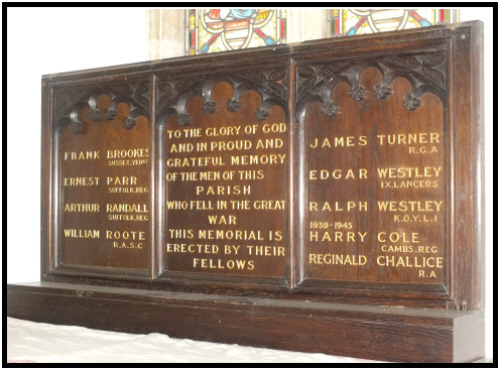 FRANK BROOKES
SUSSEX.YEO
ERNEST PARR
SUFFOLK.REG
ARTHUR RANDALL
SUFFOLK.REG
WILLIAM ROOTE
R.A.S.C
TO THE GLORY OF GOD
AND IN PROUD AND
GRATEFUL MEMORY
OF THE MEN OF THIS
PARISH
WHO FELL IN THE GREAT
WAR
THIS MEMORIAL IS
ERECTED BY THEIR
FELLOWS
JAMES TURNER
R.G.A
EDGAR WESTLEY
IX.LANCERS
RALPH WESTLEY
K.O.Y.L.I
1939-1945
HARRY COLE
CAMBS.REG
REGINALD CHALLICE
R.A